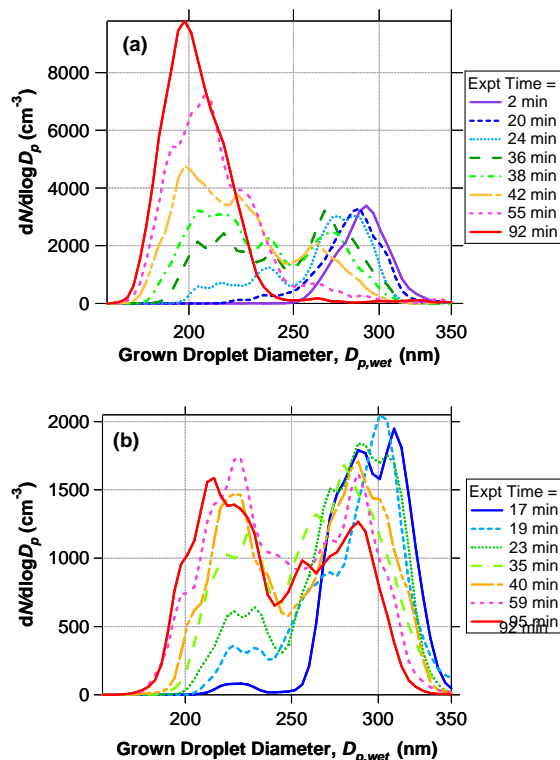 (a)
8000
6000
4000
2000
0
dN/dlogDp (cm-3)
200
250
300
350
Grown Droplet Diameter, Dp,wet (nm)
Expt Time =
2 min
20 min
24 min
36 min
38 min
42 min
55 min
92 min
(b)
2000
1500
1000
500
0
dN/dlogDp (cm-3)
200
250
300
350
Grown Droplet Diameter, Dp,wet (nm)
Expt Time =
17 min
19 min
23 min
35 min
40 min
59 min
95 min
92 min